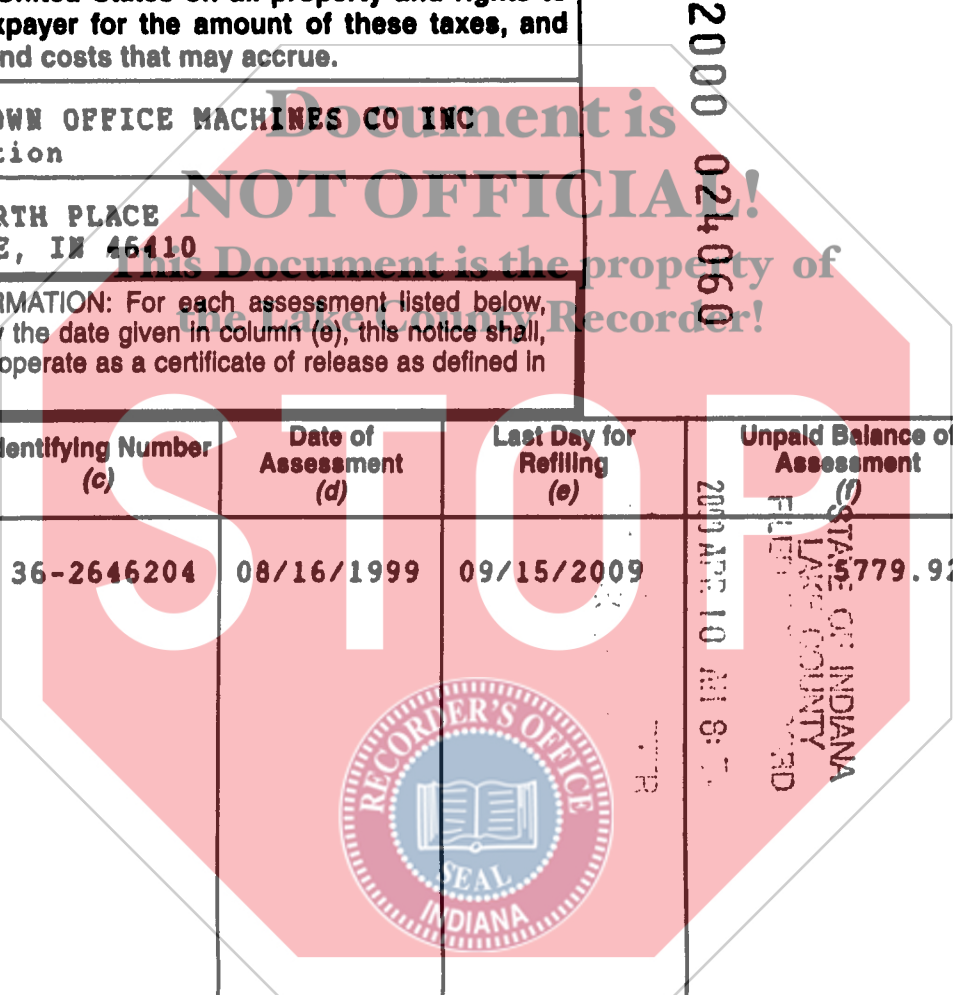 xpayer for the amount of these taxes, and
nd costs that may accrue.
OWN OFFICE MACHINES CO INC
tion
RTH PLACE
E, IN 46410
RMATION: For each assessment listed below,
y the date given in column (e), this notice shall,
operate as a certificate of release as defined in
Document is
NOT OFFICIAL!
This Document is the property of
the Lake County Recorder!
2000 024060
dentifying Number
(c)
Date of
Assessment
(d)
Last Day for
Refiling
(e)
Unpaid Balance of
Assessment
(f)
36-2646204
08/16/1999
09/15/2009
5779.92
STOP
STATE OF INDIANA
LAKE COUNTY
2000 APR 10 AM 8:
RECORDER'S OFFICE
SEAL
INDIANA